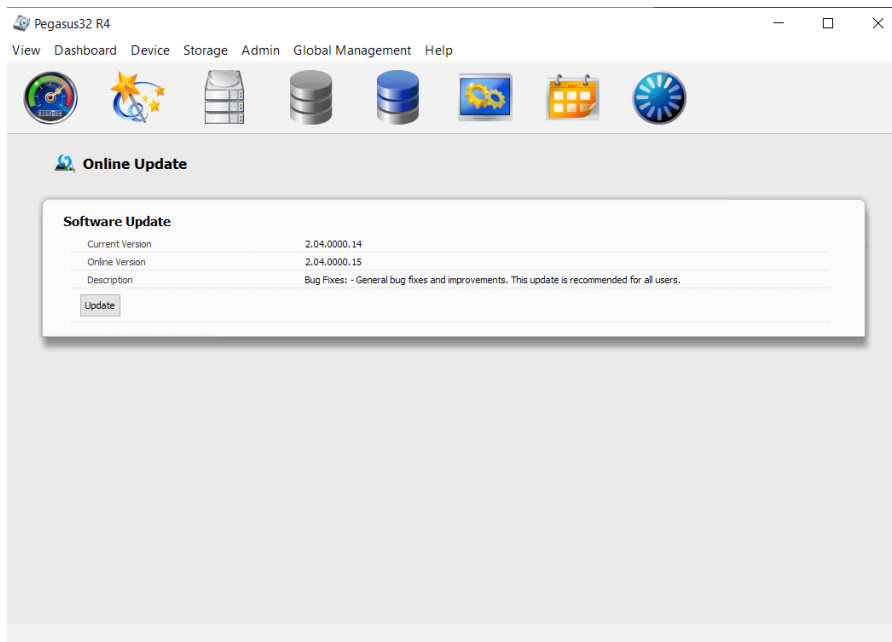 Pegasus32 R4
View Dashboard Device Storage Admin Global Management Help
Online Update
Software Update
Current Version 2.04.0000.14
Online Version 2.04.0000.15
Description Bug Fixes: - General bug fixes and improvements. This update is recommended for all users.
Update